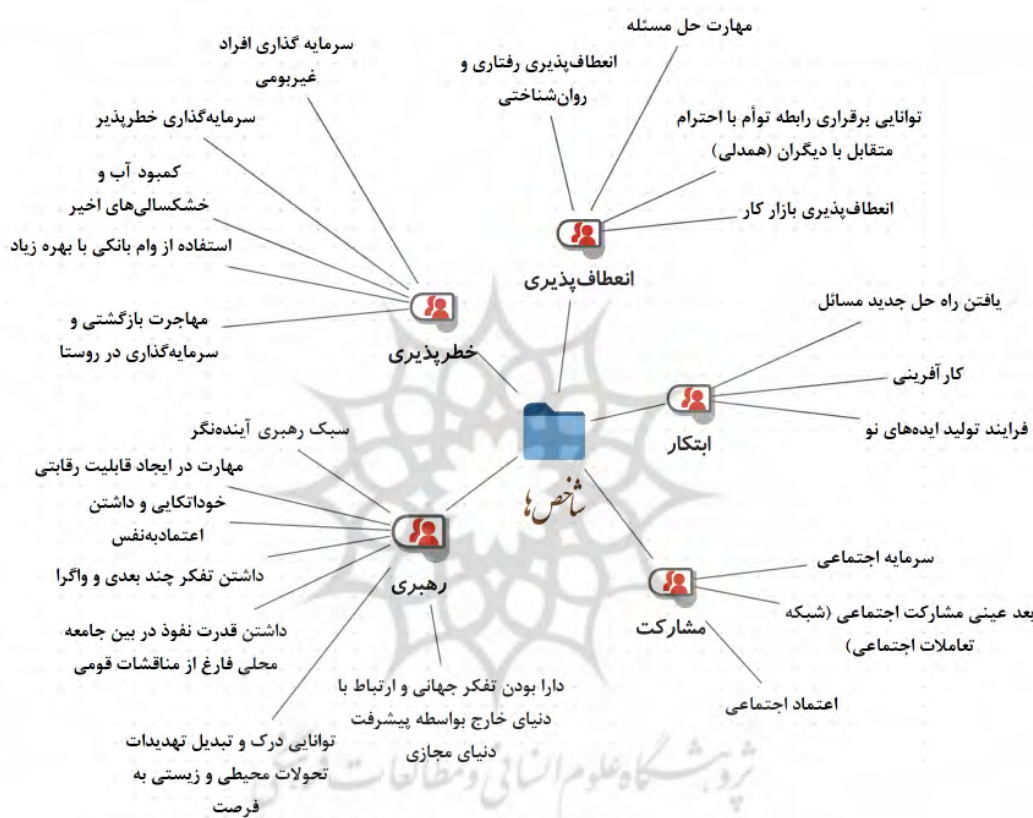 سرمایه گذاری افراد
غیربومی
سرمایه‌گذاری خطرپذیر
کمبود آب و
خشکسالی‌های اخیر
استفاده از وام بانکی با بهره زیاد
مهاجرت بازگشتی و
سرمایه‌گذاری در روستا
خطرپذیری
مهارت حل مسئله
انعطاف‌پذیری رفتاری و
روان‌شناختی
توانایی برقراری رابطه توأم با احترام
متقابل با دیگران (همدلی)
انعطاف‌پذیری بازار کار
انعطاف‌پذیری
یافتن راه حل جدید مسائل
کارآفرینی
فرایند تولید ایده‌های نو
ابتکار
شاخص‌ها
سبک رهبری آینده‌نگر
مهارت در ایجاد قابلیت رقابتی
خوداتکایی و داشتن
اعتمادبه‌نفس
داشتن تفکر چند بعدی و واگرا
داشتن قدرت نفوذ در بین جامعه
محلی فارغ از مناقشات قومی
توانایی درک و تبدیل تهدیدات
تحولات محیطی و زیستی به
فرصت
دارا بودن تفکر جهانی و ارتباط با
دنیای خارج بواسطه پیشرفت
دنیای مجازی
رهبری
سرمایه اجتماعی
بعد عینی مشارکت اجتماعی (شبکه
تعاملات اجتماعی)
اعتماد اجتماعی
مشارکت
پژوهشگاه علوم انسانی و مطالعات فرهنگی